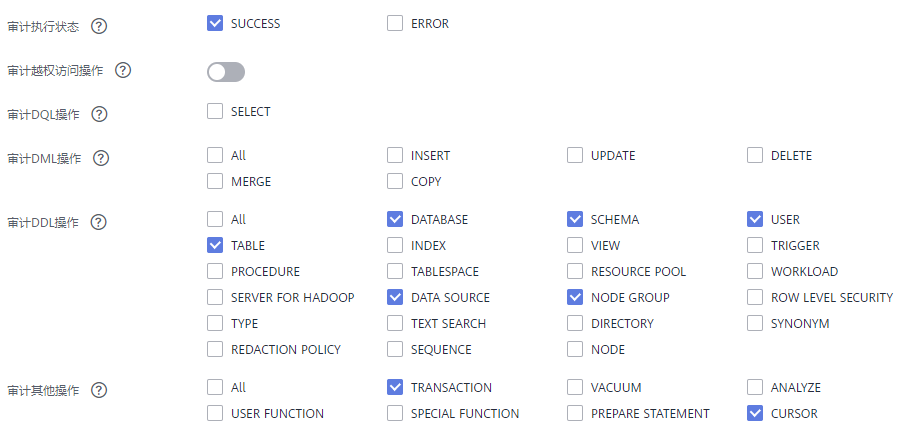 审计执行状态 ? SUCCESS ERROR
审计越权访问操作 ?
审计DQL操作 ? SELECT
审计DML操作 ? All INSERT UPDATE DELETE
MERGE COPY
审计DDL操作 ? All DATABASE SCHEMA USER
TABLE INDEX VIEW TRIGGER
PROCEDURE TABLESPACE RESOURCE POOL WORKLOAD
SERVER FOR HADOOP DATA SOURCE NODE GROUP ROW LEVEL SECURITY
TYPE TEXT SEARCH DIRECTORY SYNONYM
REDACTION POLICY SEQUENCE NODE
审计其他操作 ? All TRANSACTION VACUUM ANALYZE
USER FUNCTION SPECIAL FUNCTION PREPARE STATEMENT CURSOR